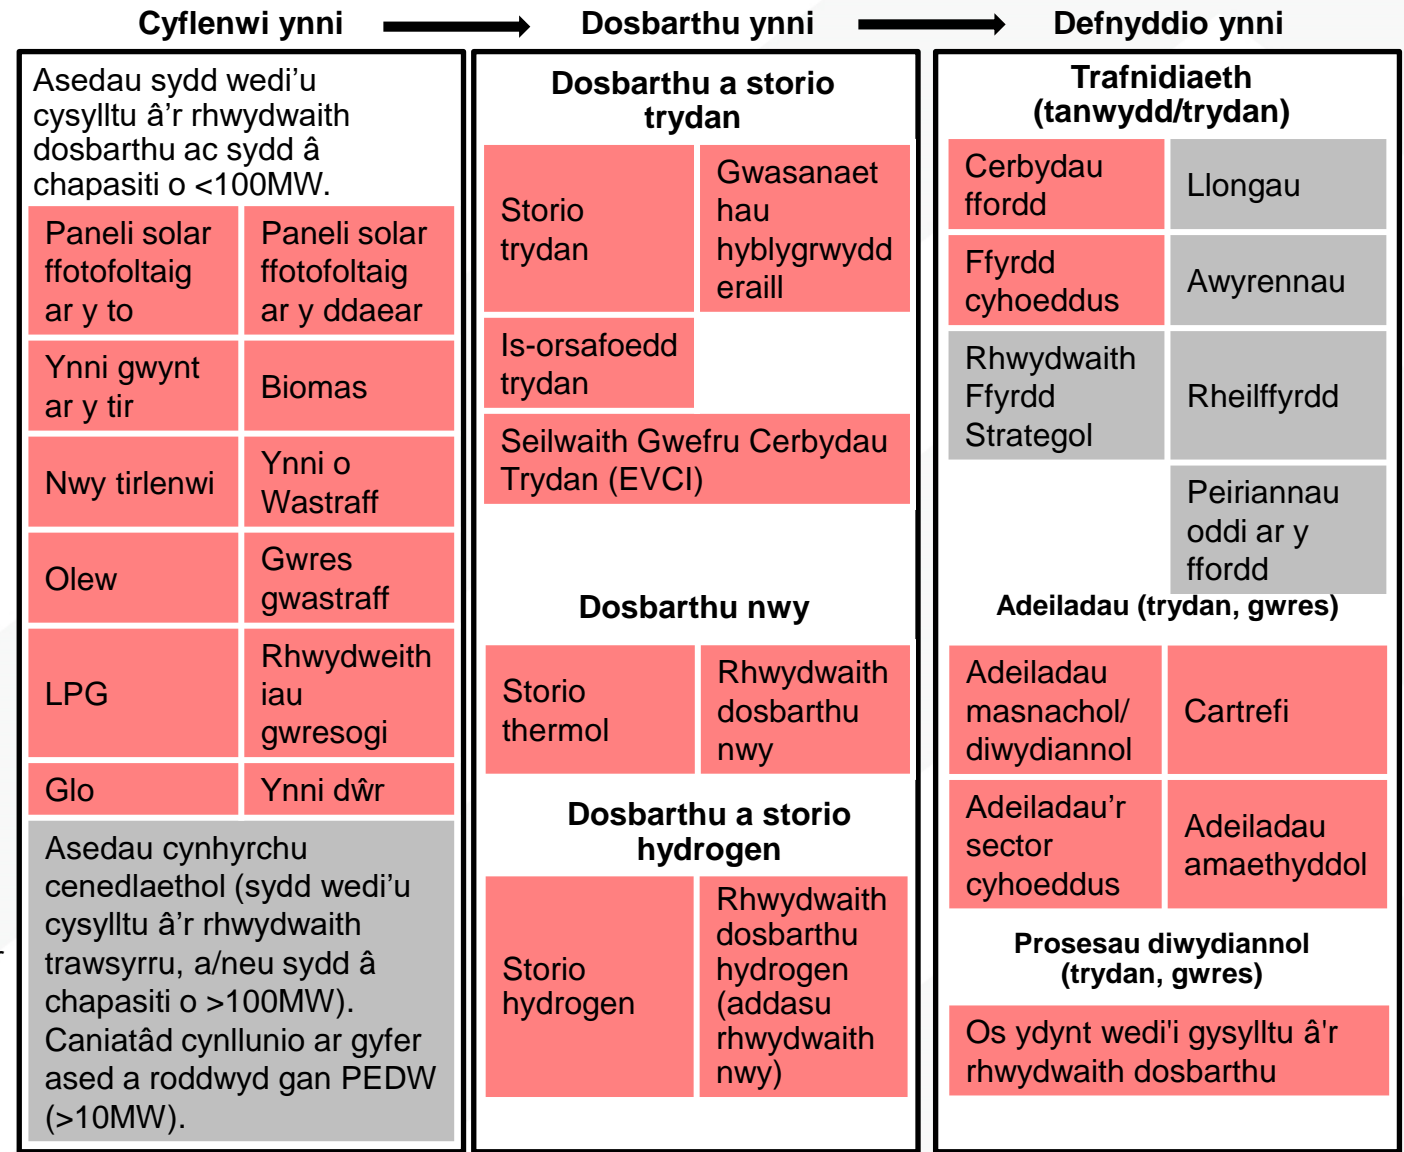 Cyflenwi ynni
Dosbarthu ynni
Defnyddio ynni
Asedau sydd wedi’u
cysylltu â’r rhwydwaith
dosbarthu ac sydd â
chapasiti o <100MW.
Paneli solar
ffotofoltaig
ar y to
Paneli solar
ffotofoltaig
ar y ddaear
Ynni gwynt
ar y tir
Biomas
Nwy tirlenwi
Ynni o
Wastraff
Olew
Gwres
gwastraff
LPG
Rhwydweith
iau
gwresogi
Glo
Ynni dŵr
Asedau cynhyrchu
cenedlaethol (sydd wedi’u
cysylltu â’r rhwydwaith
trawsyrru, a/neu sydd â
chapasiti o >100MW).
Caniatâd cynllunio ar gyfer
ased a roddwyd gan PEDW
(>10MW).
Dosbarthu a storio
trydan
Storio
trydan
Gwasanaet
hau
hyblygrwydd
eraill
Is-orsafoedd
trydan
Seilwaith Gwefru Cerbydau
Trydan (EVCI)
Dosbarthu nwy
Storio
thermol
Rhwydwaith
dosbarthu
nwy
Dosbarthu a storio
hydrogen
Storio
hydrogen
Rhwydwaith
dosbarthu
hydrogen
(addasu
rhwydwaith
nwy)
Trafnidiaeth
(tanwydd/trydan)
Cerbydau
ffordd
Llongau
Ffyrdd
cyhoeddus
Awyrennau
Rhwydwaith
Ffyrdd
Strategol
Rheilffyrdd
Peiriannau
oddi ar y
ffordd
Adeiladau (trydan, gwres)
Adeiladau
masnachol/
diwydiannol
Cartrefi
Adeiladau’r
sector
cyhoeddus
Adeiladau
amaethyddol
Prosesau diwydiannol
(trydan, gwres)
Os ydynt wedi'i gysylltu â'r
rhwydwaith dosbarthu